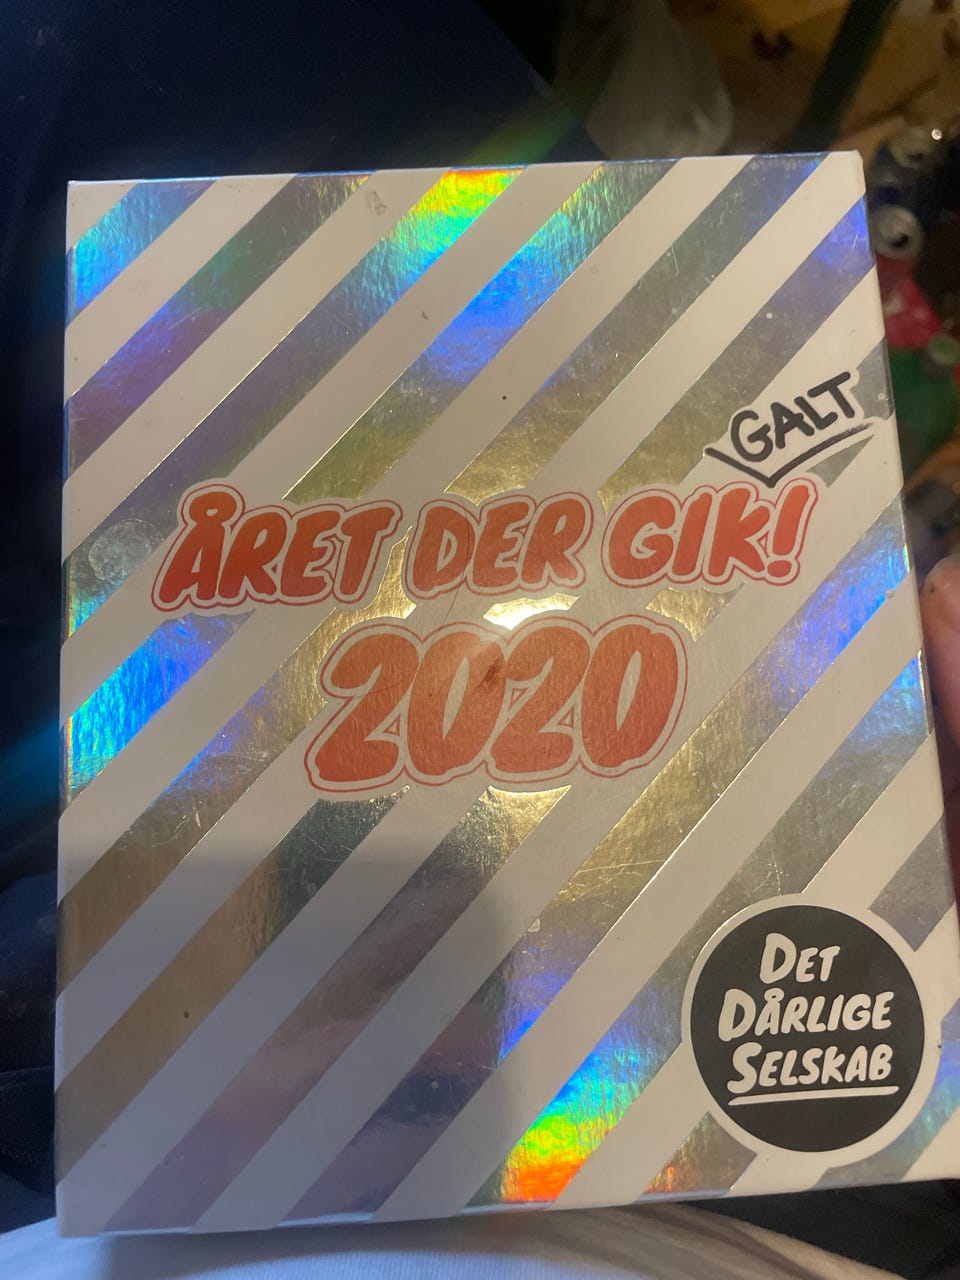 GALT
ÅRET DER GIK!
2020
DET
DÅRLIGE
SELSKAB